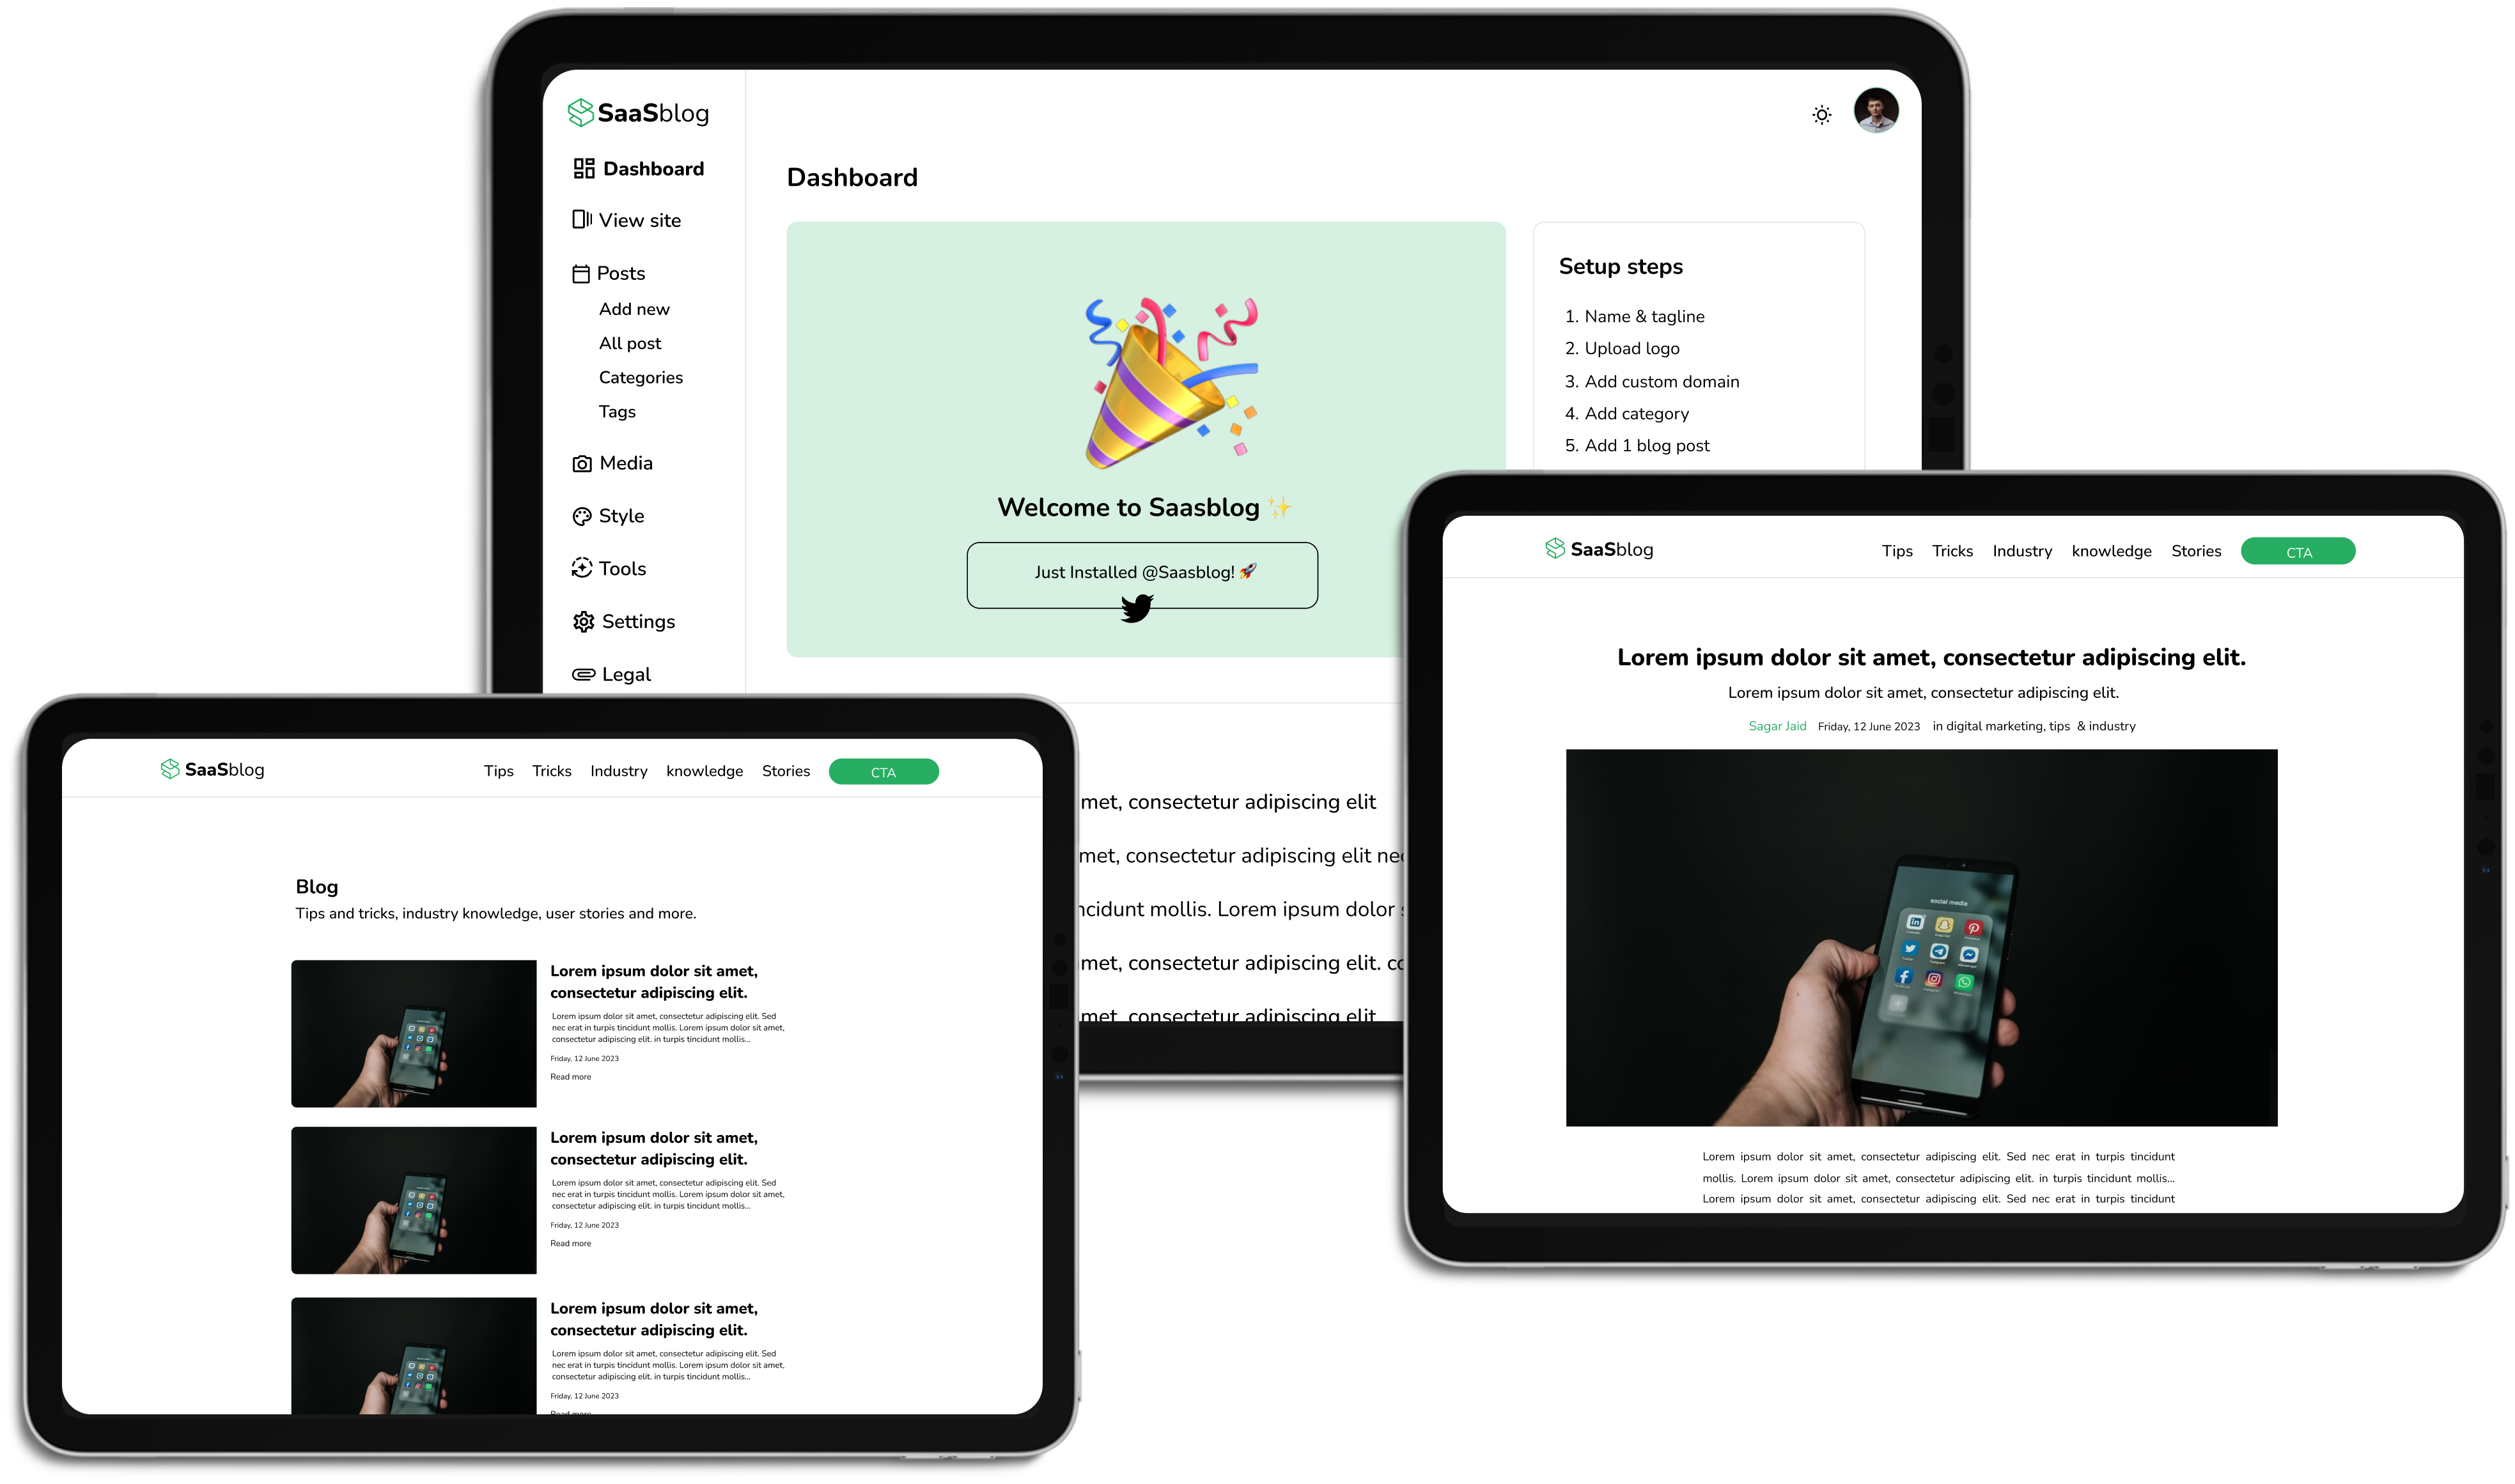 SaaSblog
Dashboard
View site
Posts
Add new
All post
Categories
Tags
Media
Style
Tools
Settings
Legal
Dashboard
Welcome to Saasblog ✨
Just Installed @Saasblog! 🚀
Setup steps
1. Name & tagline
2. Upload logo
3. Add custom domain
4. Add category
5. Add 1 blog post
met, consectetur adipiscing elit
met, consectetur adipiscing elit nec
ncidunt mollis. Lorem ipsum dolor s
met, consectetur adipiscing elit. co
met, consectetur adipiscing elit
SaaSblog
Tips Tricks Industry knowledge Stories CTA
Blog
Tips and tricks, industry knowledge, user stories and more.
Lorem ipsum dolor sit amet,
consectetur adipiscing elit.
Lorem ipsum dolor sit amet, consectetur adipiscing elit. Sed
nec erat in turpis tincidunt mollis. Lorem ipsum dolor sit amet,
consectetur adipiscing elit. in turpis tincidunt mollis...
Friday, 12 June 2023
Read more
Lorem ipsum dolor sit amet,
consectetur adipiscing elit.
Lorem ipsum dolor sit amet, consectetur adipiscing elit. Sed
nec erat in turpis tincidunt mollis. Lorem ipsum dolor sit amet,
consectetur adipiscing elit. in turpis tincidunt mollis...
Friday, 12 June 2023
Read more
Lorem ipsum dolor sit amet,
consectetur adipiscing elit.
Lorem ipsum dolor sit amet, consectetur adipiscing elit. Sed
nec erat in turpis tincidunt mollis. Lorem ipsum dolor sit amet,
consectetur adipiscing elit. in turpis tincidunt mollis...
Friday, 12 June 2023
Read more
SaaSblog
Tips Tricks Industry knowledge Stories CTA
Lorem ipsum dolor sit amet, consectetur adipiscing elit.
Lorem ipsum dolor sit amet, consectetur adipiscing elit.
Sagar Jaid Friday, 12 June 2023 in digital marketing, tips & industry
social media
Lorem ipsum dolor sit amet, consectetur adipiscing elit. Sed nec erat in turpis tincidunt
mollis. Lorem ipsum dolor sit amet, consectetur adipiscing elit. in turpis tincidunt mollis...
Lorem ipsum dolor sit amet, consectetur adipiscing elit. Sed nec erat in turpis tincidunt